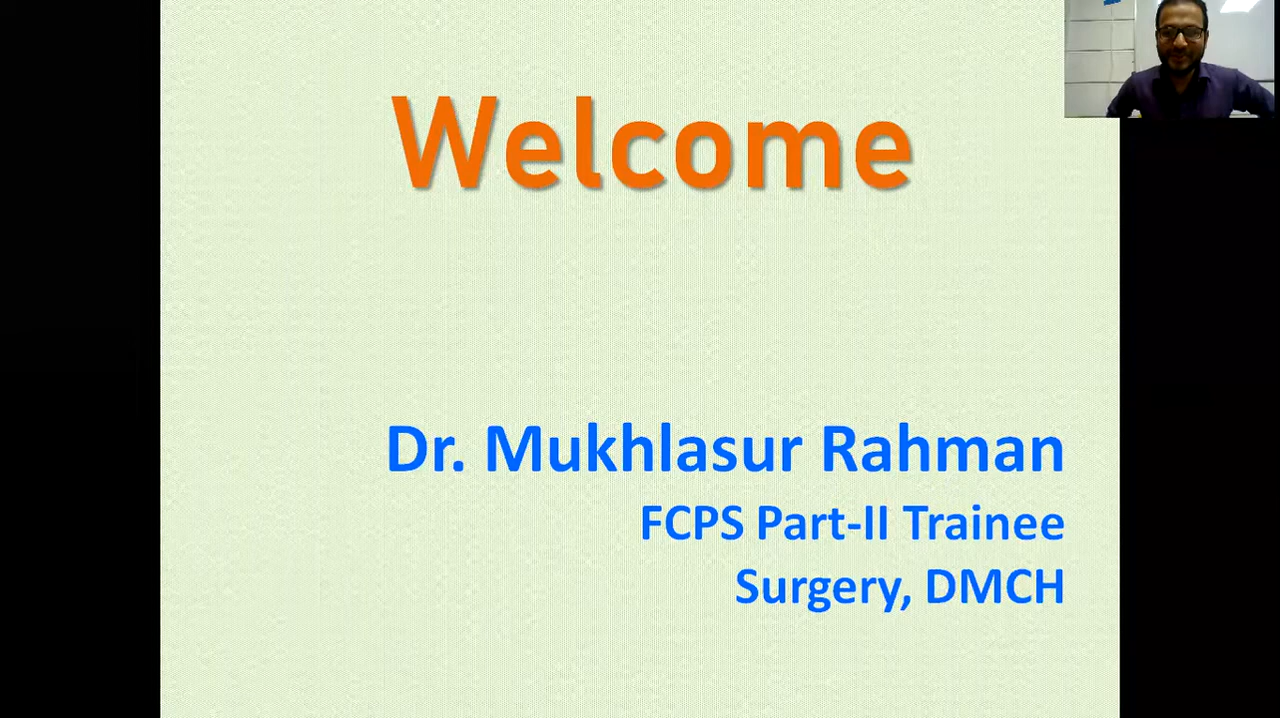 Welcome
Dr. Mukhlasur Rahman
FCPS Part-II Trainee
Surgery, DMCH